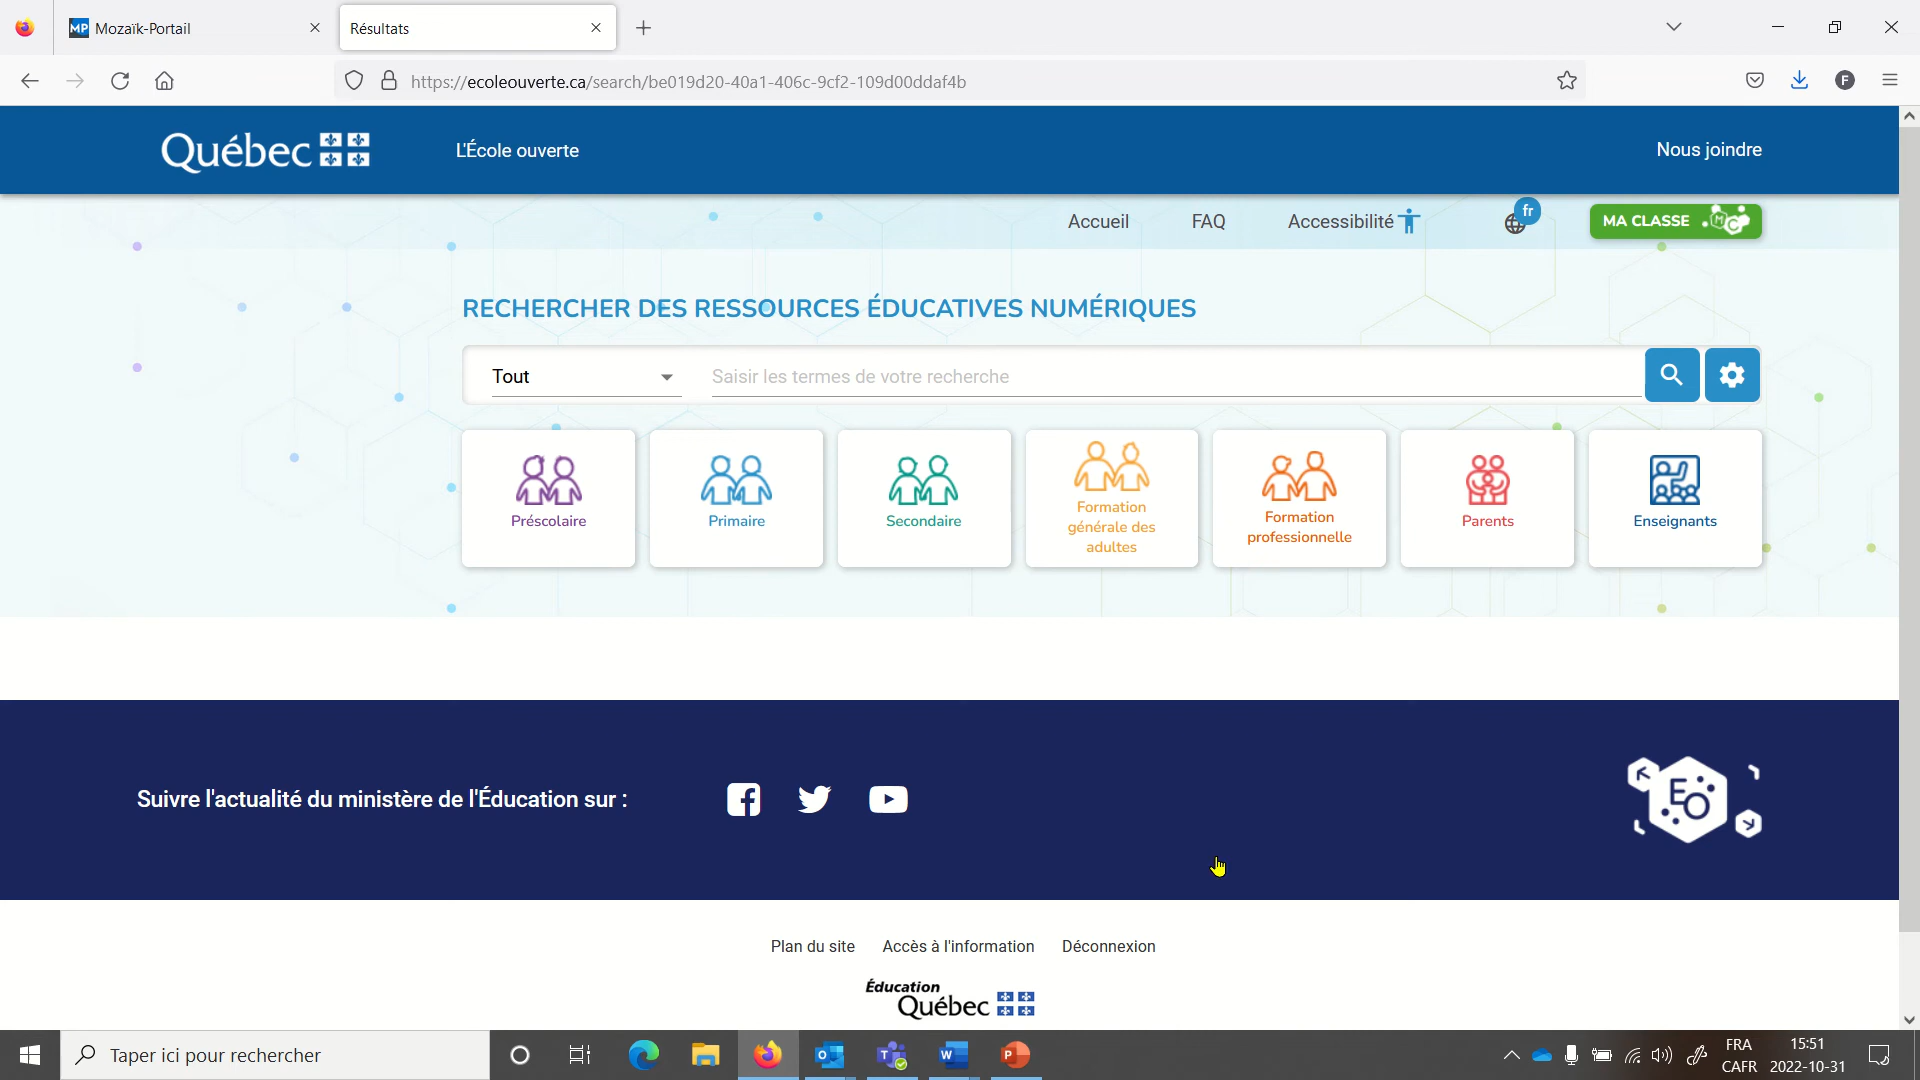 MP Mozaïk-Portail
Résultats
https://ecoleouverte.ca/search/be019d20-40a1-406c-9cf2-109d00ddaf4b
F
Québec
L'École ouverte
Nous joindre
Accueil
FAQ
Accessibilité
fr
MA CLASSE
MC
RECHERCHER DES RESSOURCES ÉDUCATIVES NUMÉRIQUES
Tout
Saisir les termes de votre recherche
Préscolaire
Primaire
Secondaire
Formation
générale des
adultes
Formation
professionnelle
Parents
Enseignants
Suivre l'actualité du ministère de l'Éducation sur :
EO
Plan du site
Accès à l'information
Déconnexion
Éducation
Québec
Taper ici pour rechercher
FRA
CAFR
15:51
2022-10-31